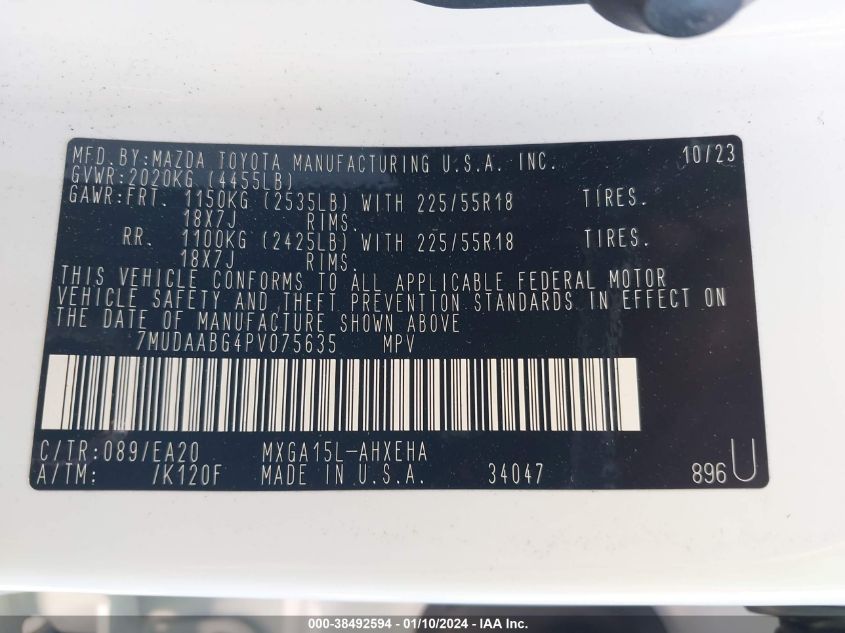 MFD.BY:MAZDA TOYOTA MANUFACTURING U.S.A. INC. 10/23
GVWR:2020KG (4455LB)
GAWR:FRT. 1150KG (2535LB) WITH 225/55R18 TIRES.
18X7J RIMS.
RR. 1100KG (2425LB) WITH 225/55R18 TIRES.
18X7J RIMS.
THIS VEHICLE CONFORMS TO ALL APPLICABLE FEDERAL MOTOR
VEHICLE SAFETY AND THEFT PREVENTION STANDARDS IN EFFECT ON
THE DATE OF MANUFACTURE SHOWN ABOVE
7MUDAABG4PV075635 MPV
C/TR:089/EA20 MXGA15L-AHXEHA
A/TM: /K120F MADE IN U.S.A. 34047 896 U
000-38492594 - 01/10/2024 - IAA Inc.